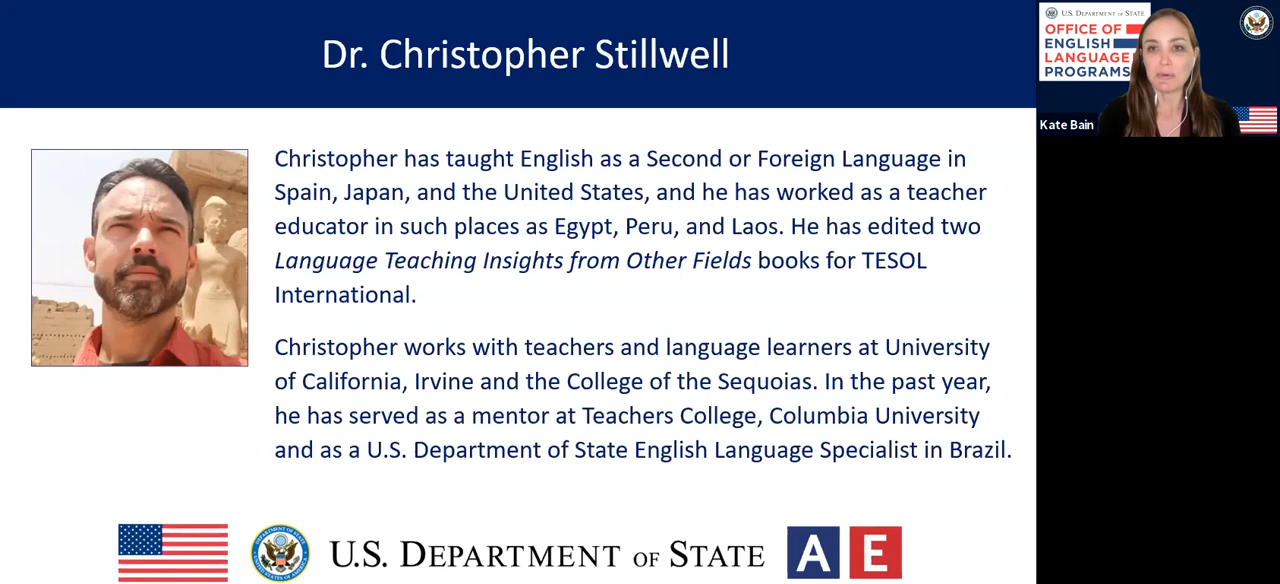 Dr. Christopher Stillwell
Christopher has taught English as a Second or Foreign Language in
Spain, Japan, and the United States, and he has worked as a teacher
educator in such places as Egypt, Peru, and Laos. He has edited two
Language Teaching Insights from Other Fields books for TESOL
International.
Christopher works with teachers and language learners at University
of California, Irvine and the College of the Sequoias. In the past year,
he has served as a mentor at Teachers College, Columbia University
and as a U.S. Department of State English Language Specialist in Brazil.
U.S. DEPARTMENT OF STATE
A E
U.S. DEPARTMENT OF STATE
OFFICE OF
ENGLISH
LANGUAGE
PROGRAMS
Kate Bain